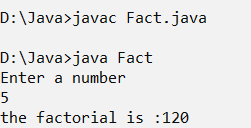 D:\Java>javac Fact.java
D:\Java>java Fact
Enter a number
5
the factorial is :120